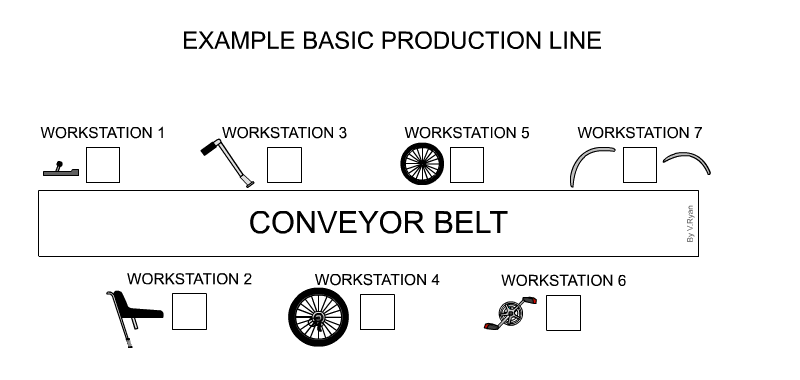 EXAMPLE BASIC PRODUCTION LINE
WORKSTATION 1
WORKSTATION 3
WORKSTATION 5
WORKSTATION 7
CONVEYOR BELT
By V.Ryan
WORKSTATION 2
WORKSTATION 4
WORKSTATION 6